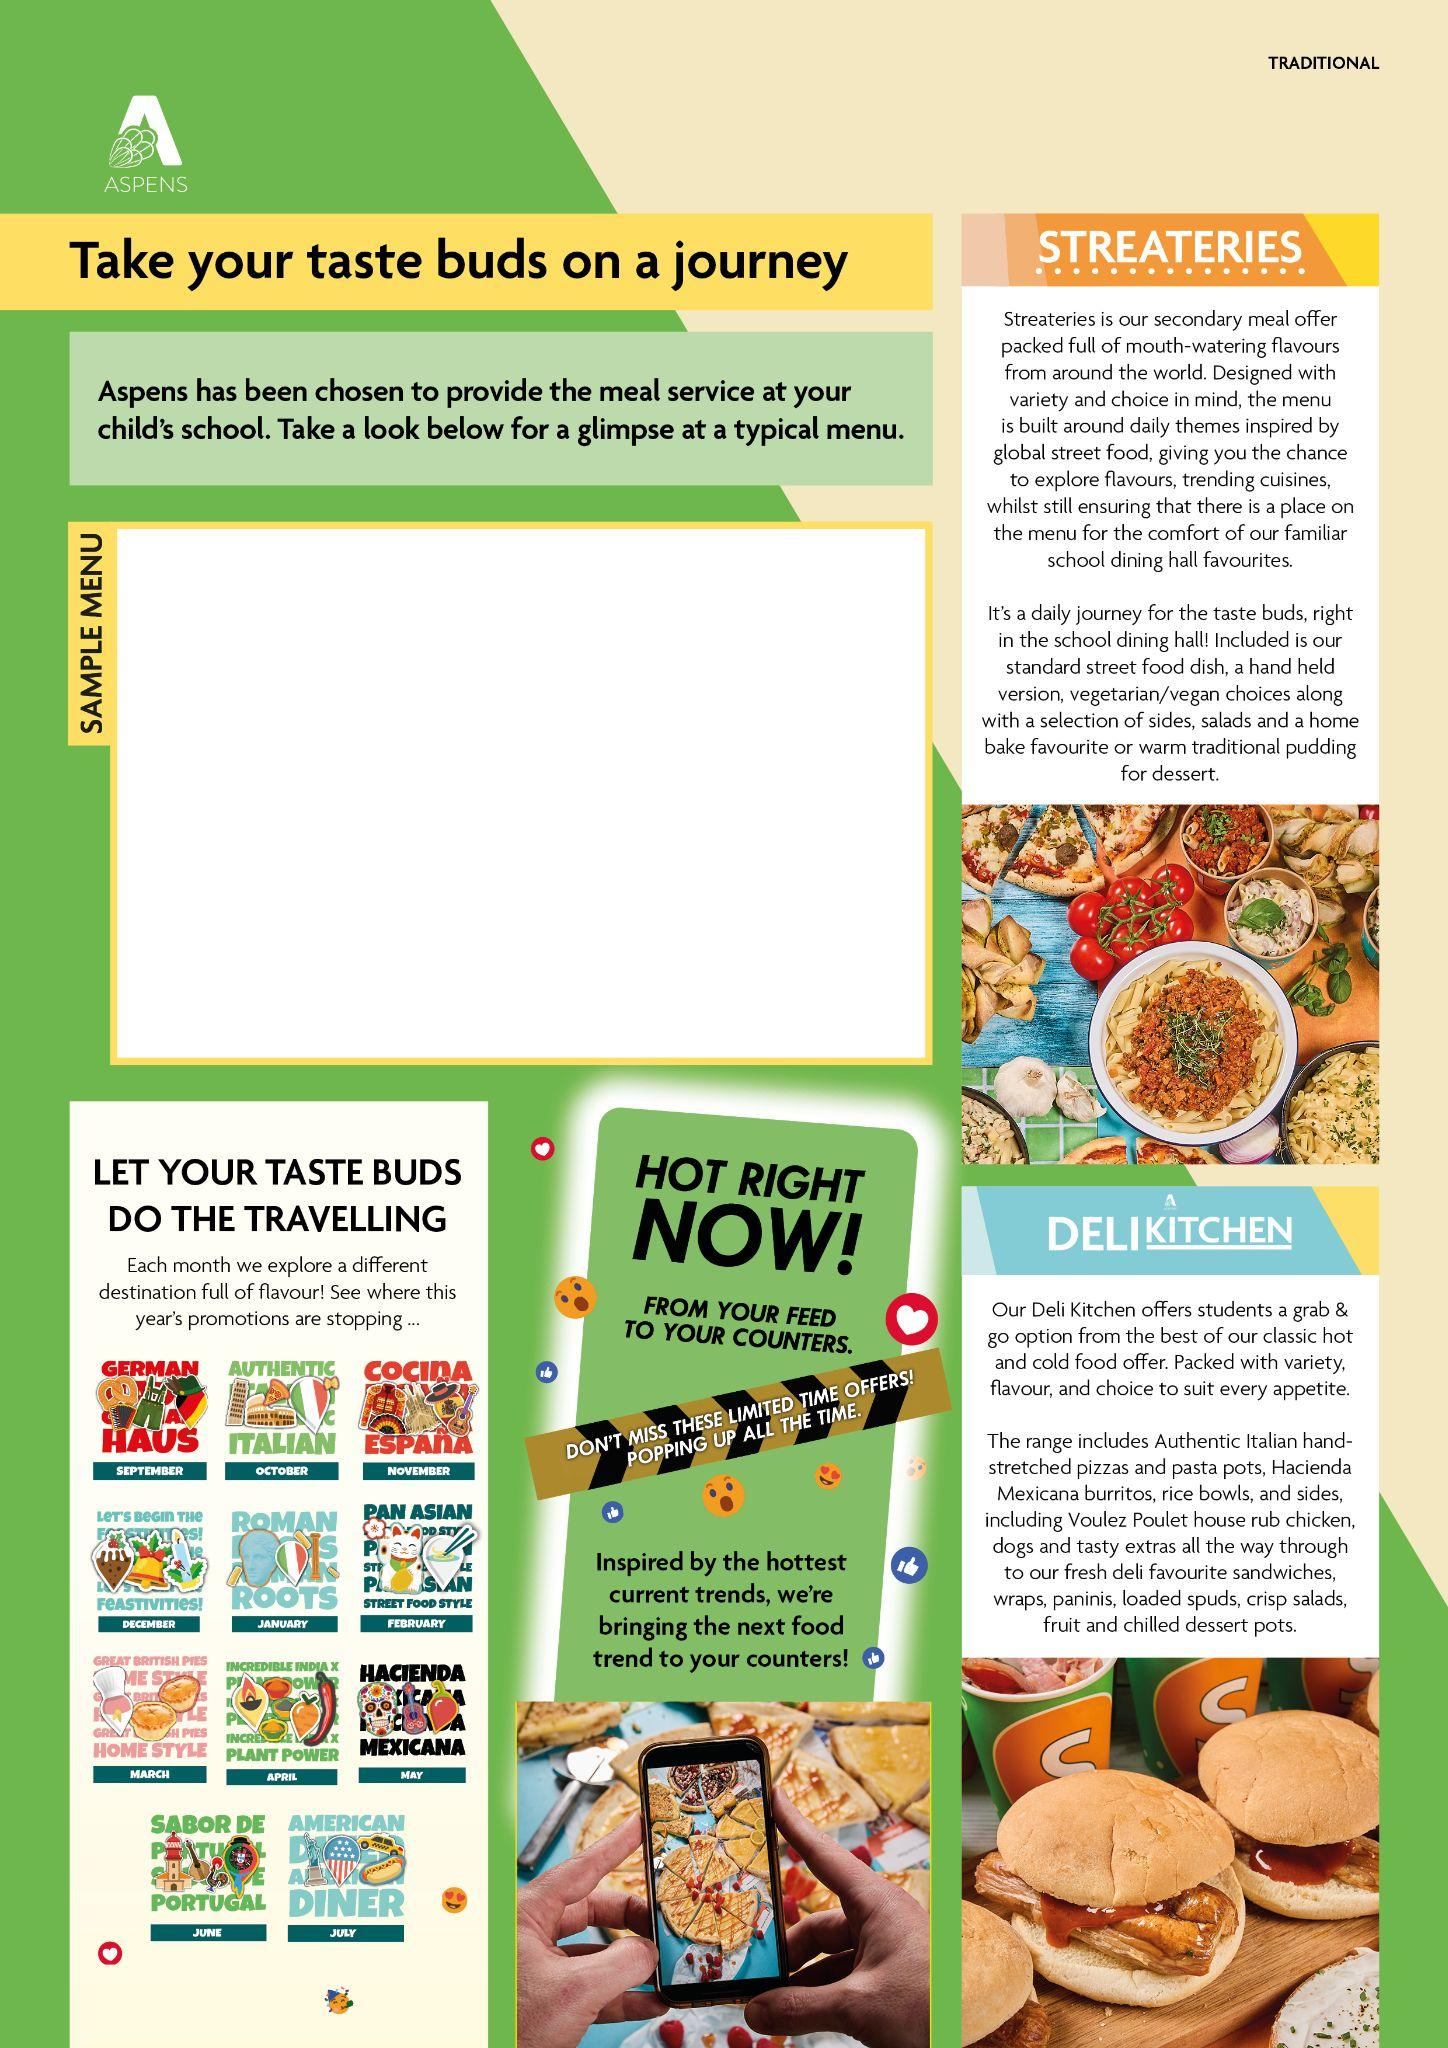 TRADITIONAL
ASPENS
Take your taste buds on a journey
Aspens has been chosen to provide the meal service at your
child's school. Take a look below for a glimpse at a typical menu.
SAMPLE MENU
STREATERIES
Streateries is our secondary meal offer
packed full of mouth-watering flavours
from around the world. Designed with
variety and choice in mind, the menu
is built around daily themes inspired by
global street food, giving you the chance
to explore flavours, trending cuisines,
whilst still ensuring that there is a place on
the menu for the comfort of our familiar
school dining hall favourites.
It's a daily journey for the taste buds, right
in the school dining hall! Included is our
standard street food dish, a hand held
version, vegetarian/vegan choices along
with a selection of sides, salads and a home
bake favourite or warm traditional pudding
for dessert.
LET YOUR TASTE BUDS
DO THE TRAVELLING
Each month we explore a different
destination full of flavour! See where this
year's promotions are stopping ...
GERMAN
HAUS
SEPTEMBER
AUTHENTIC
ITALIAN
OCTOBER
COCINA
ESPAÑA
NOVEMBER
LET'S BEGIN THE
FEASTIVITIES!
DECEMBER
ROMAN
ROOTS
JANUARY
PAN ASIAN
STREET FOOD STYLE
FEBRUARY
GREAT BRITISH PIES
HOME STYLE
MARCH
INCREDIBLE INDIA X
PLANT POWER
APRIL
HACIENDA
MEXICANA
MAY
SABOR DE
PORTUGAL
JUNE
AMERICAN
DINER
JULY
HOT RIGHT
NOW!
FROM YOUR FEED
TO YOUR COUNTERS.
DON'T MISS THESE LIMITED TIME OFFERS!
POPPING UP ALL THE TIME.
Inspired by the hottest
current trends, we're
bringing the next food
trend to your counters!
DELI KITCHEN
Our Deli Kitchen offers students a grab &
go option from the best of our classic hot
and cold food offer. Packed with variety,
flavour, and choice to suit every appetite.
The range includes Authentic Italian hand-
stretched pizzas and pasta pots, Hacienda
Mexicana burritos, rice bowls, and sides,
including Voulez Poulet house rub chicken,
dogs and tasty extras all the way through
to our fresh deli favourite sandwiches,
wraps, paninis, loaded spuds, crisp salads,
fruit and chilled dessert pots.